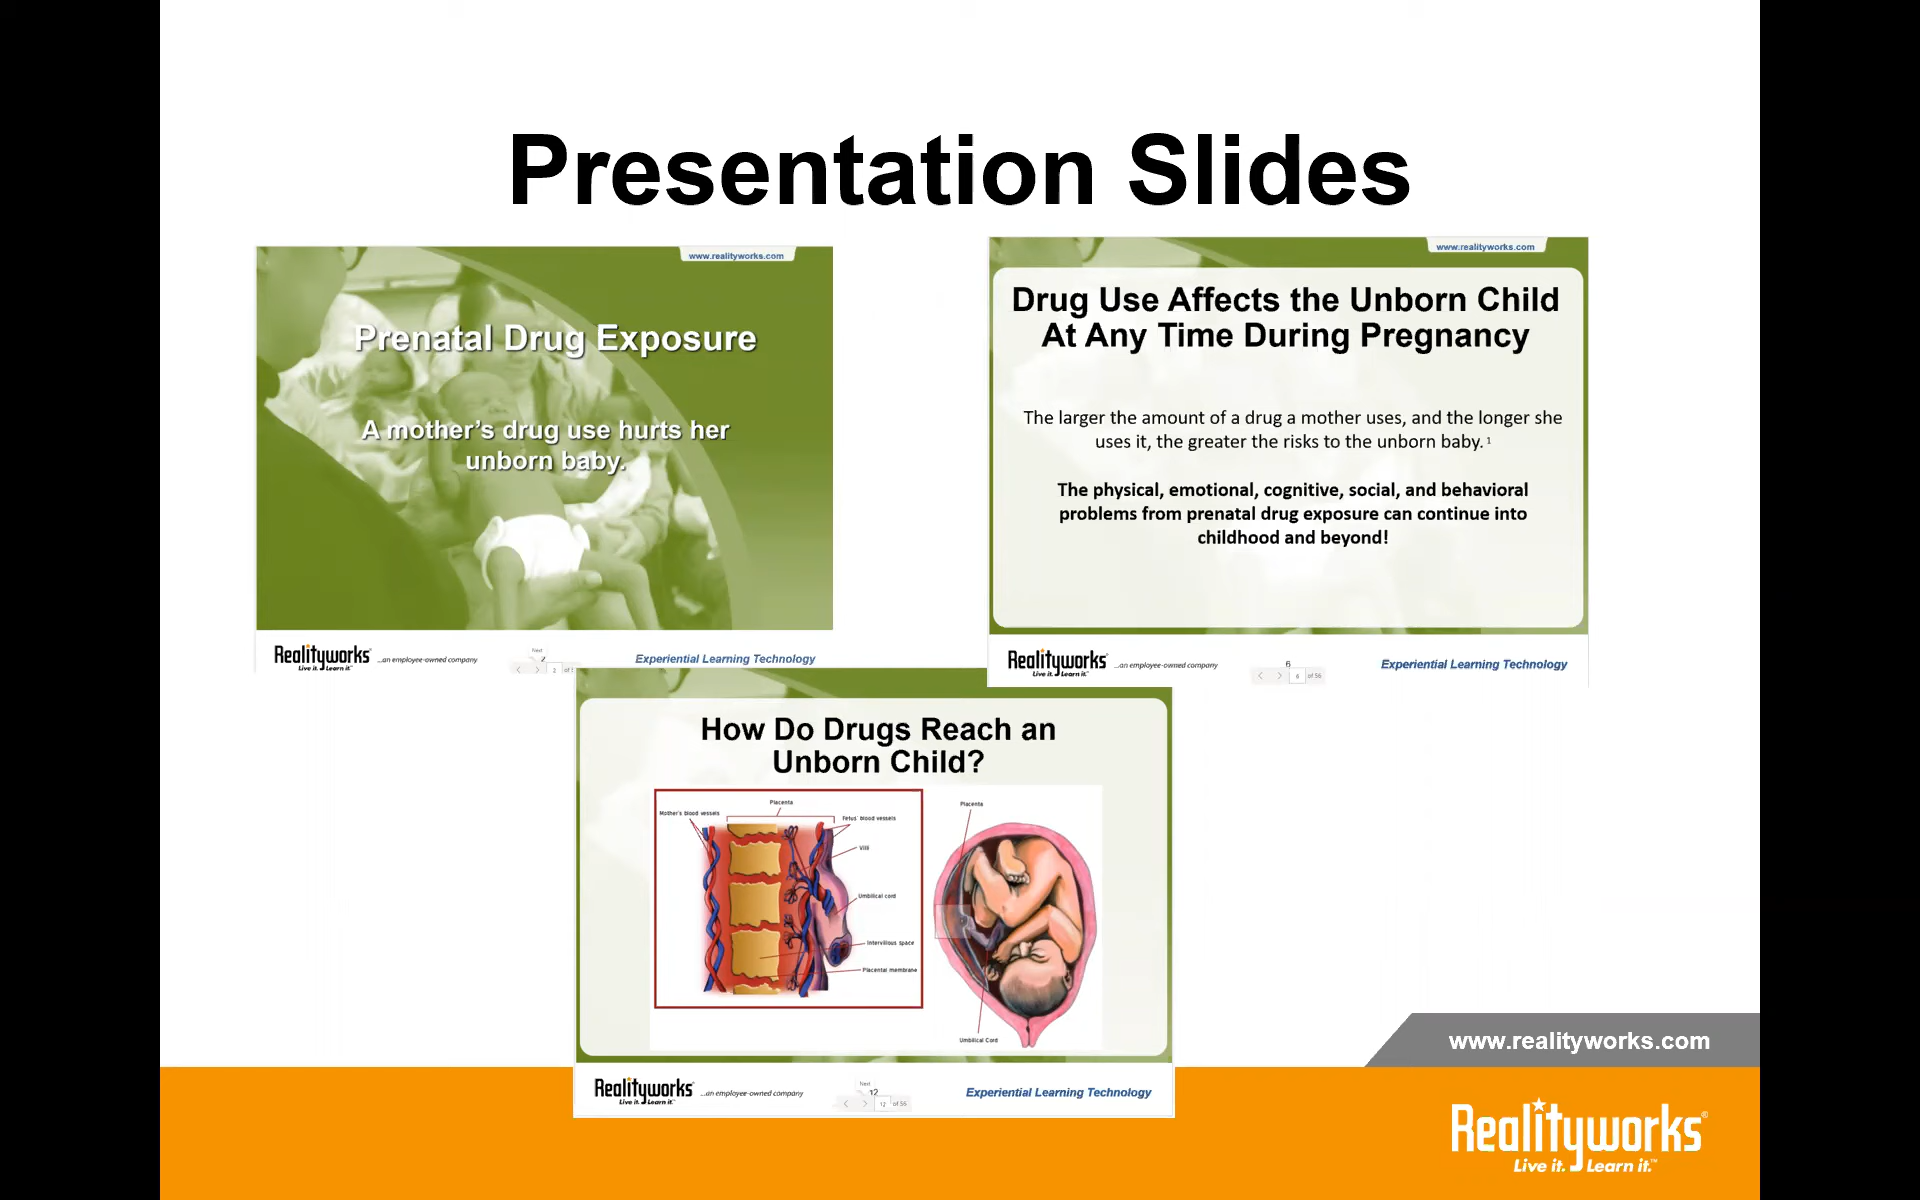 Presentation Slides
www.realityworks.com
Prenatal Drug Exposure
A mother's drug use hurts her
unborn baby.
Realityworks
Live it. Learn it.™
...an employee-owned company
Next
2
2 of
Experiential Learning Technology
www.realityworks.com
Drug Use Affects the Unborn Child
At Any Time During Pregnancy
The larger the amount of a drug a mother uses, and the longer she
uses it, the greater the risks to the unborn baby.¹
The physical, emotional, cognitive, social, and behavioral
problems from prenatal drug exposure can continue into
childhood and beyond!
Realityworks
Live it. Learn it.™
...an employee-owned company
6
6 of 56
Experiential Learning Technology
How Do Drugs Reach an
Unborn Child?
Placenta
Mother's blood vessels
Fetus' blood vessels
Villi
Umbilical cord
Intervillous space
Placental membrane
Placenta
Umbilical Cord
Realityworks
Live it. Learn it.™
...an employee-owned company
Next
12
12 of 56
Experiential Learning Technology
www.realityworks.com
Realityworks®
Live it. Learn it.™